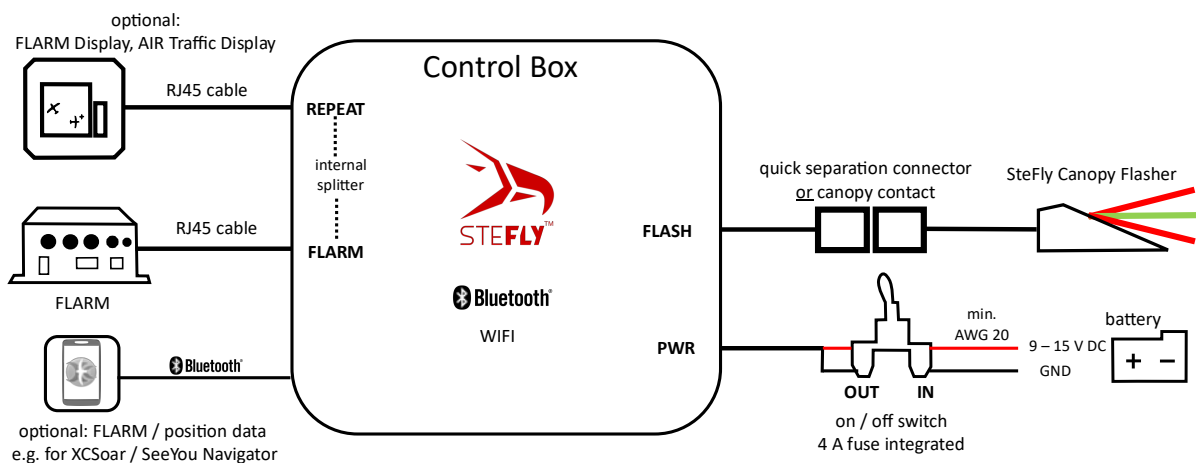 optional:
FLARM Display, AIR Traffic Display
RJ45 cable
Control Box
REPEAT
internal
splitter
RJ45 cable
FLARM
FLARM
STEFLY™
Bluetooth®
WIFI
FLASH
PWR
quick separation connector
or canopy contact
SteFly Canopy Flasher
min.
AWG 20
battery
9 – 15 V DC
GND
+ −
OUT IN
on / off switch
4 A fuse integrated
Bluetooth®
optional: FLARM / position data
e.g. for XCSoar / SeeYou Navigator